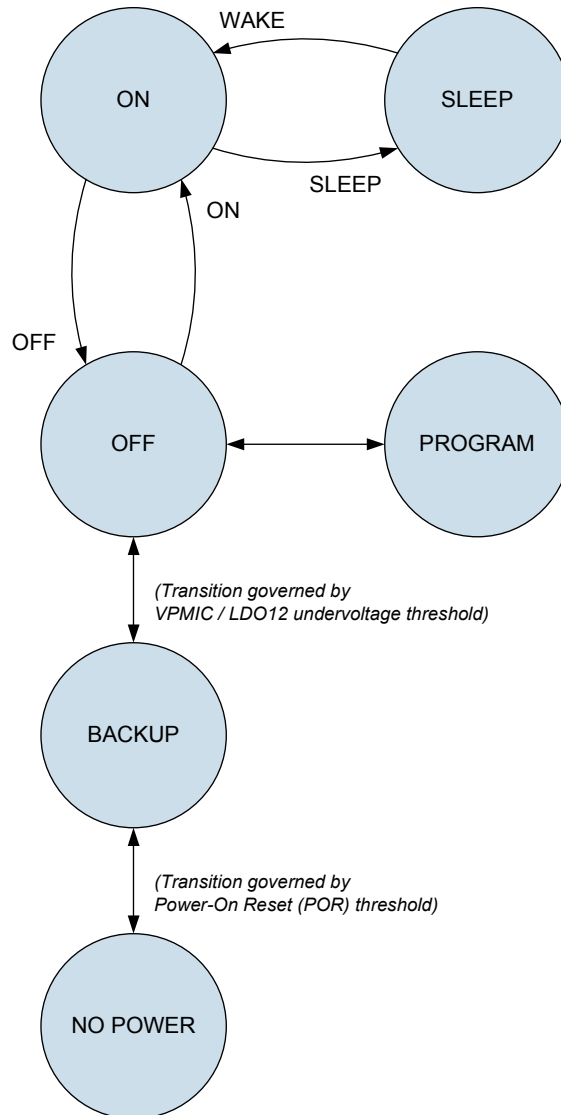 WAKE
ON
SLEEP
SLEEP
ON
OFF
OFF
PROGRAM
(Transition governed by
VPMIC / LDO12 undervoltage threshold)
BACKUP
(Transition governed by
Power-On Reset (POR) threshold)
NO POWER